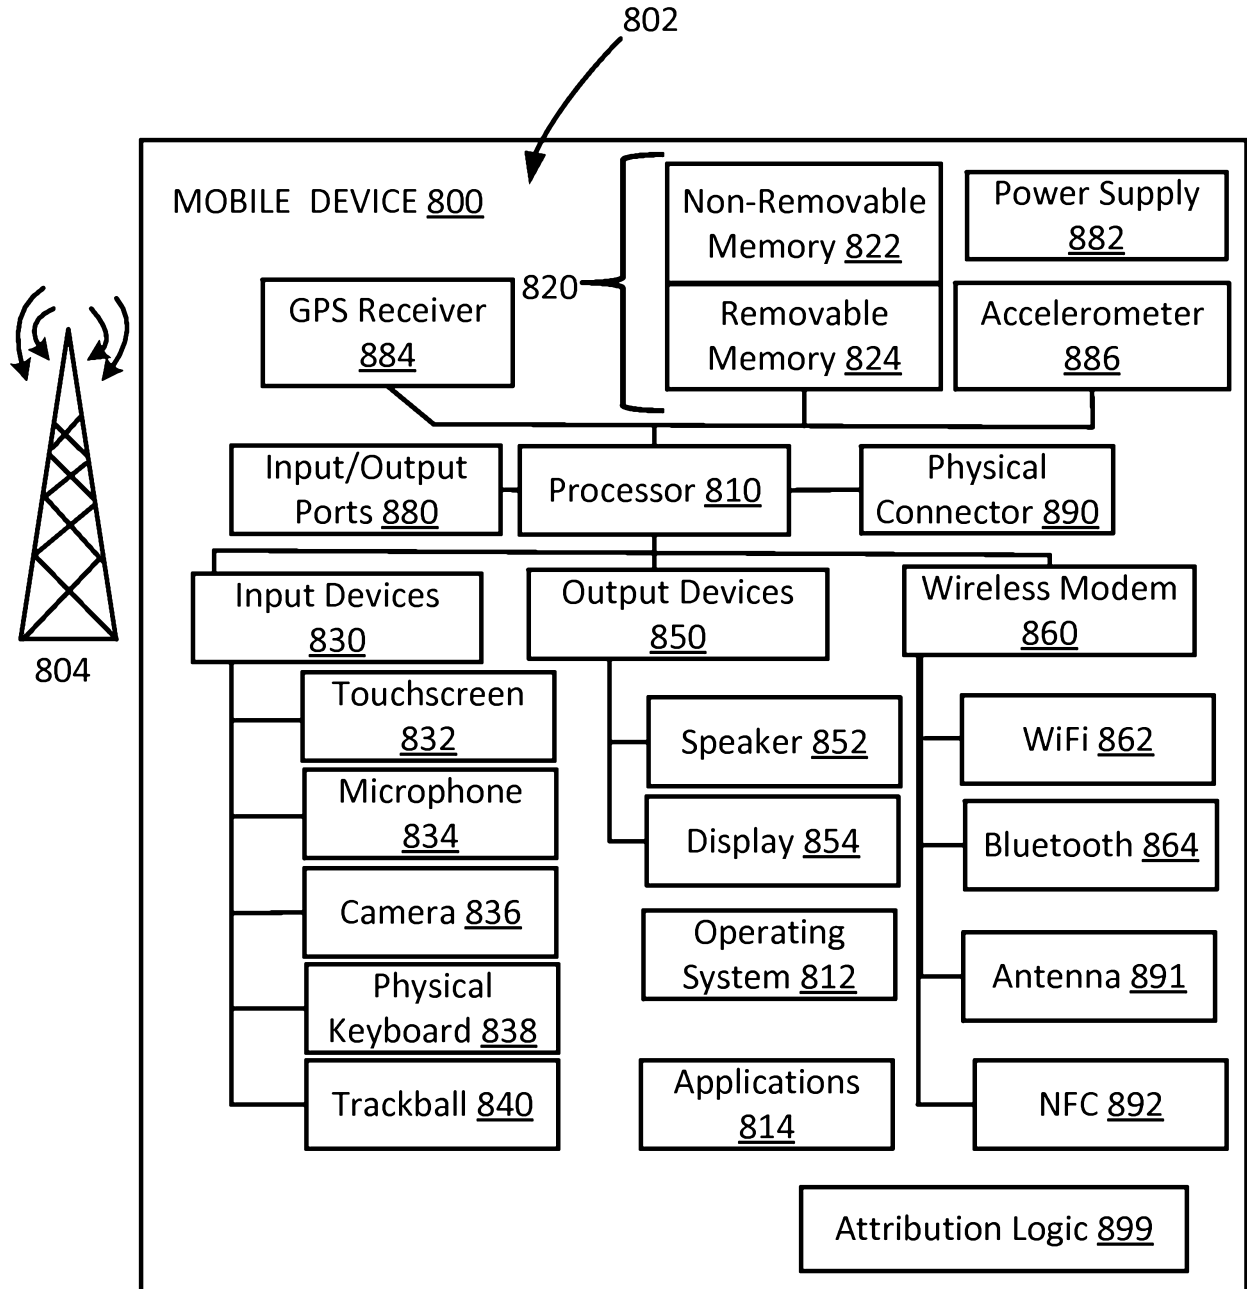 802
MOBILE DEVICE 800
Non-Removable
Memory 822
Power Supply
882
820
GPS Receiver
884
Removable
Memory 824
Accelerometer
886
Input/Output
Ports 880
Processor 810
Physical
Connector 890
804
Input Devices
830
Output Devices
850
Wireless Modem
860
Touchscreen
832
Microphone
834
Camera 836
Physical
Keyboard 838
Trackball 840
Speaker 852
Display 854
Operating
System 812
Applications
814
WiFi 862
Bluetooth 864
Antenna 891
NFC 892
Attribution Logic 899